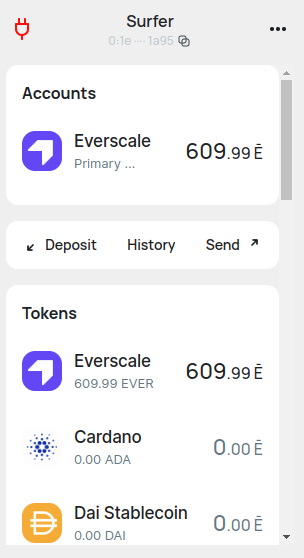 Surfer
0:1e ··· 1a95
Accounts
Everscale
Primary ...
609.99 Ē
Deposit History Send
Tokens
Everscale
609.99 EVER
609.99 Ē
Cardano
0.00 ADA
0.00 Ē
Dai Stablecoin
0.00 DAI
0.00 Ē